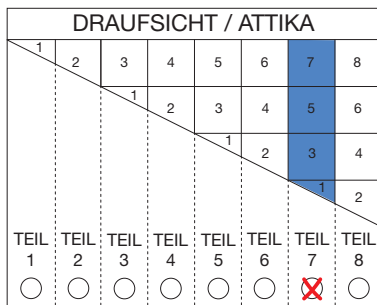 DRAUFSICHT / ATTIKA
1 2 3 4 5 6 7 8
1 2 3 4 5 6
1 2 3 4
1 2
TEIL TEIL TEIL TEIL TEIL TEIL TEIL TEIL
1 2 3 4 5 6 7 8